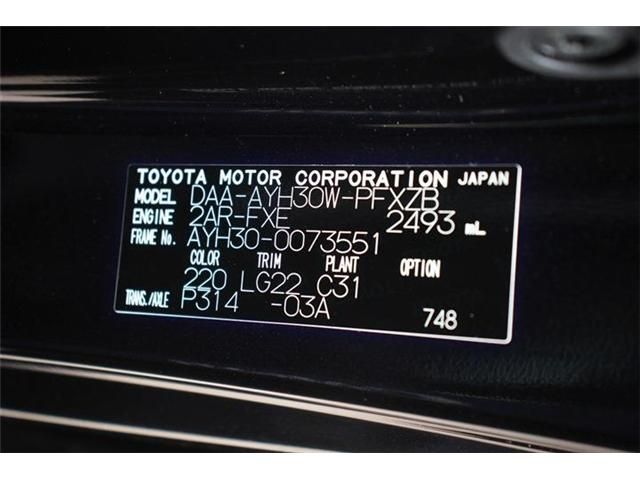 TOYOTA MOTOR CORPORATION JAPAN
MODEL DAA-AYH30W-PFXZB
ENGINE 2AR-FXE 2493 mL
FRAME No. AYH30-0073551
COLOR TRIM PLANT OPTION
220 LG22 C31
TRANS./AXLE P314 -03A
748